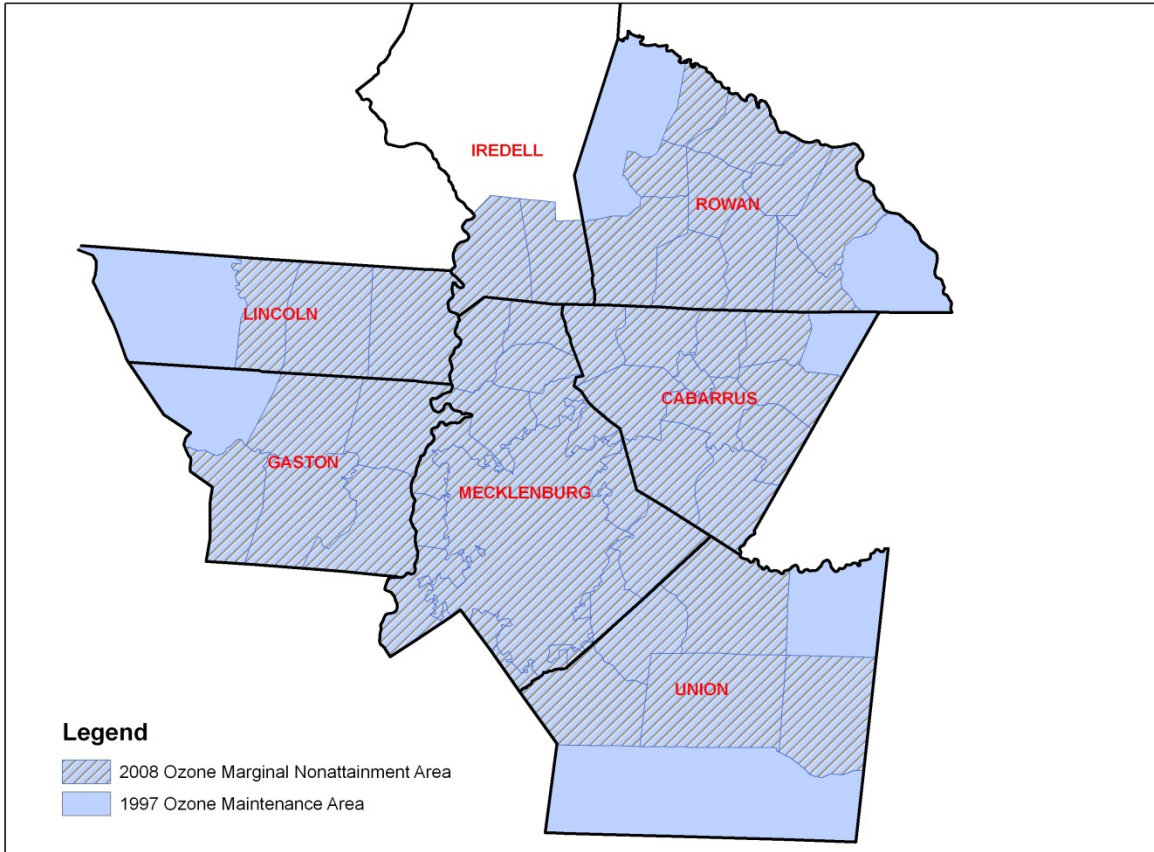 IREDELL
ROWAN
LINCOLN
CABARRUS
GASTON
MECKLENBURG
UNION
Legend
2008 Ozone Marginal Nonattainment Area
1997 Ozone Maintenance Area